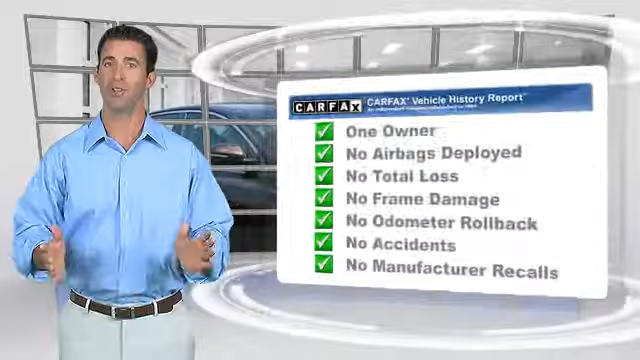 CARFAX CARFAX Vehicle History Report™
One Owner
No Airbags Deployed
No Total Loss
No Frame Damage
No Odometer Rollback
No Accidents
No Manufacturer Recalls